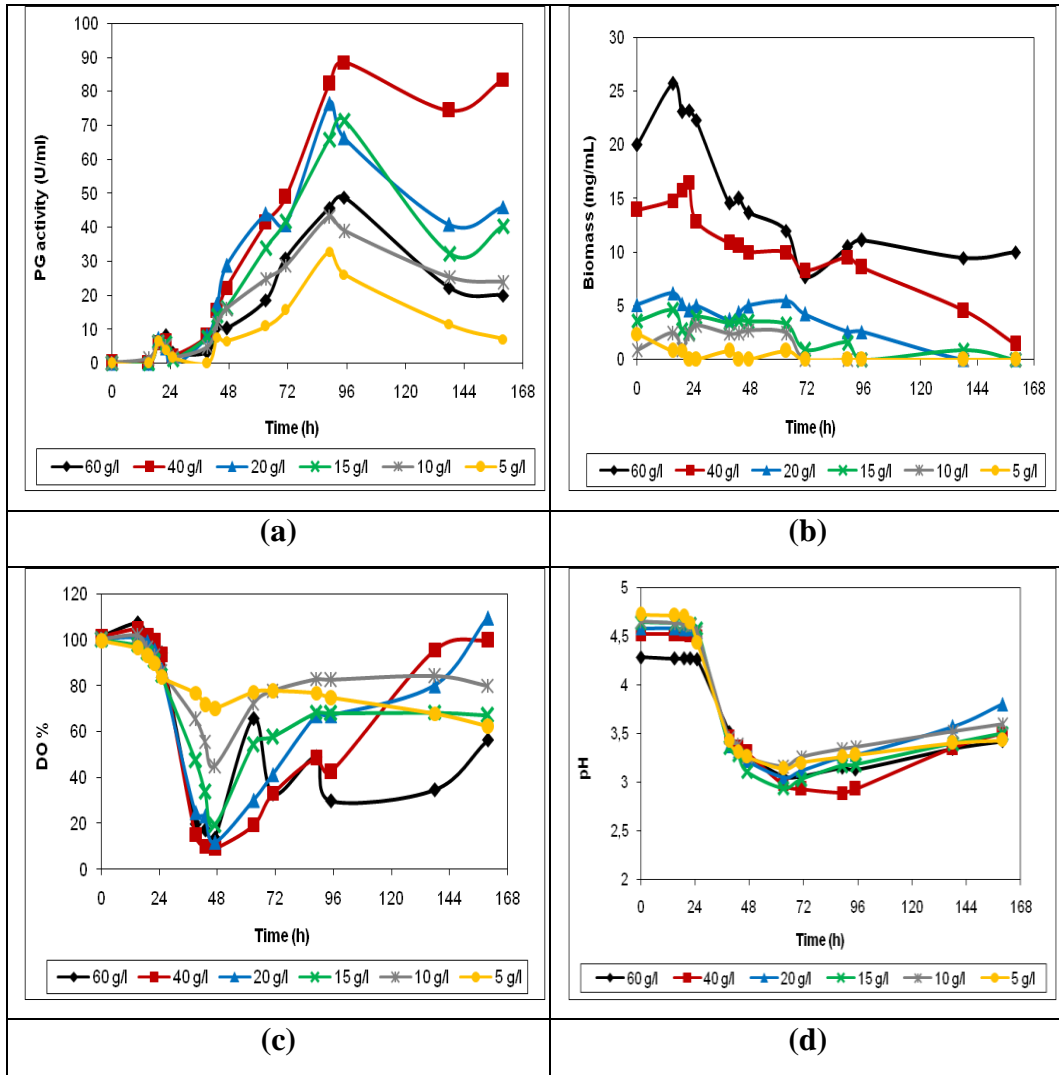 100
90
80
70
60
50
40
30
20
10
0
PG activity (U/ml)
0 24 48 72 96 120 144 168
Time (h)
60 g/l 40 g/l 20 g/l 15 g/l 10 g/l 5 g/l
(a)
30
25
20
15
10
5
0
Biomass (mg/mL)
0 24 48 72 96 120 144 168
Time (h)
60 g/l 40 g/l 20 g/l 15 g/l 10 g/l 5 g/l
(b)
120
100
80
60
40
20
0
DO %
0 24 48 72 96 120 144 168
Time (h)
60 g/l 40 g/l 20 g/l 15 g/l 10 g/l 5 g/l
(c)
5
4,5
4
3,5
3
2,5
2
pH
0 24 48 72 96 120 144 168
Time (h)
60 g/l 40 g/l 20 g/l 15 g/l 10 g/l 5 g/l
(d)